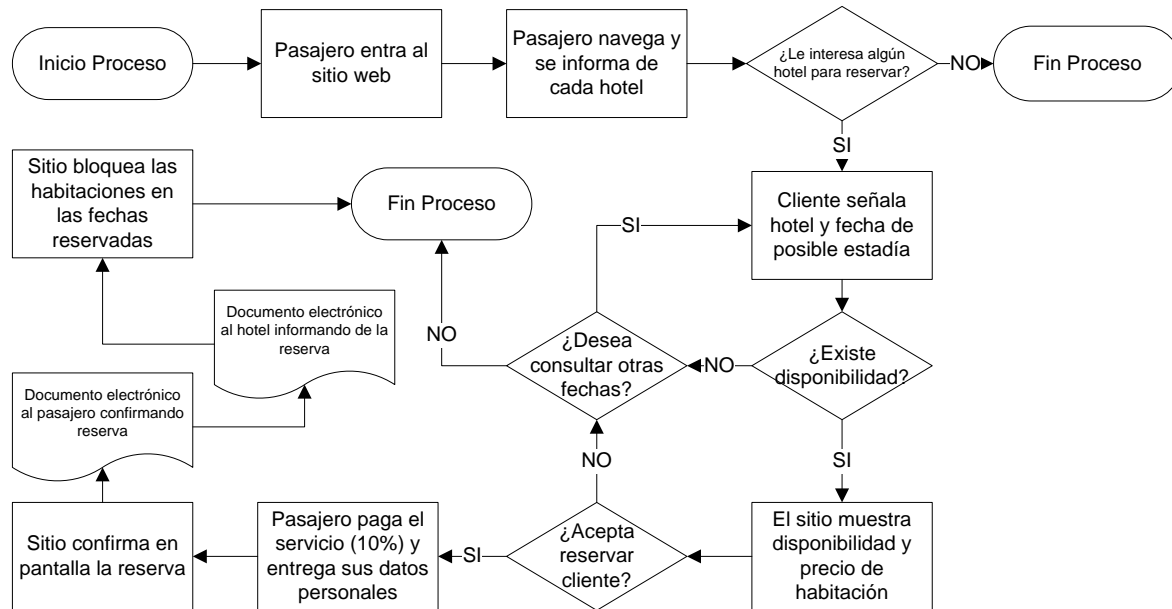 Inicio Proceso
Pasajero entra al
sitio web
Pasajero navega y
se informa de
cada hotel
¿Le interesa algún
hotel para reservar?
NO
Fin Proceso
SI
Cliente señala
hotel y fecha de
posible estadía
¿Existe
disponibilidad?
NO
¿Desea
consultar otras
fechas?
SI
NO
Fin Proceso
SI
El sitio muestra
disponibilidad y
precio de
habitación
¿Acepta
reservar
cliente?
NO
SI
Pasajero paga el
servicio (10%) y
entrega sus datos
personales
Sitio confirma en
pantalla la reserva
Documento electrónico
al pasajero confirmando
reserva
Documento electrónico
al hotel informando de la
reserva
Sitio bloquea las
habitaciones en
las fechas
reservadas